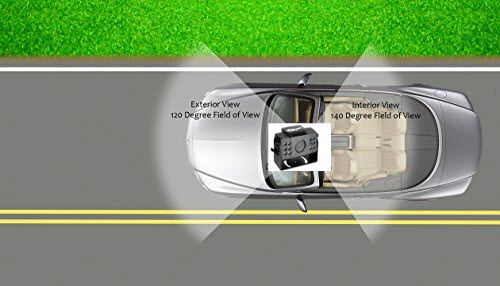 Exterior View
120 Degree Field of View
Interior View
140 Degree Field of View